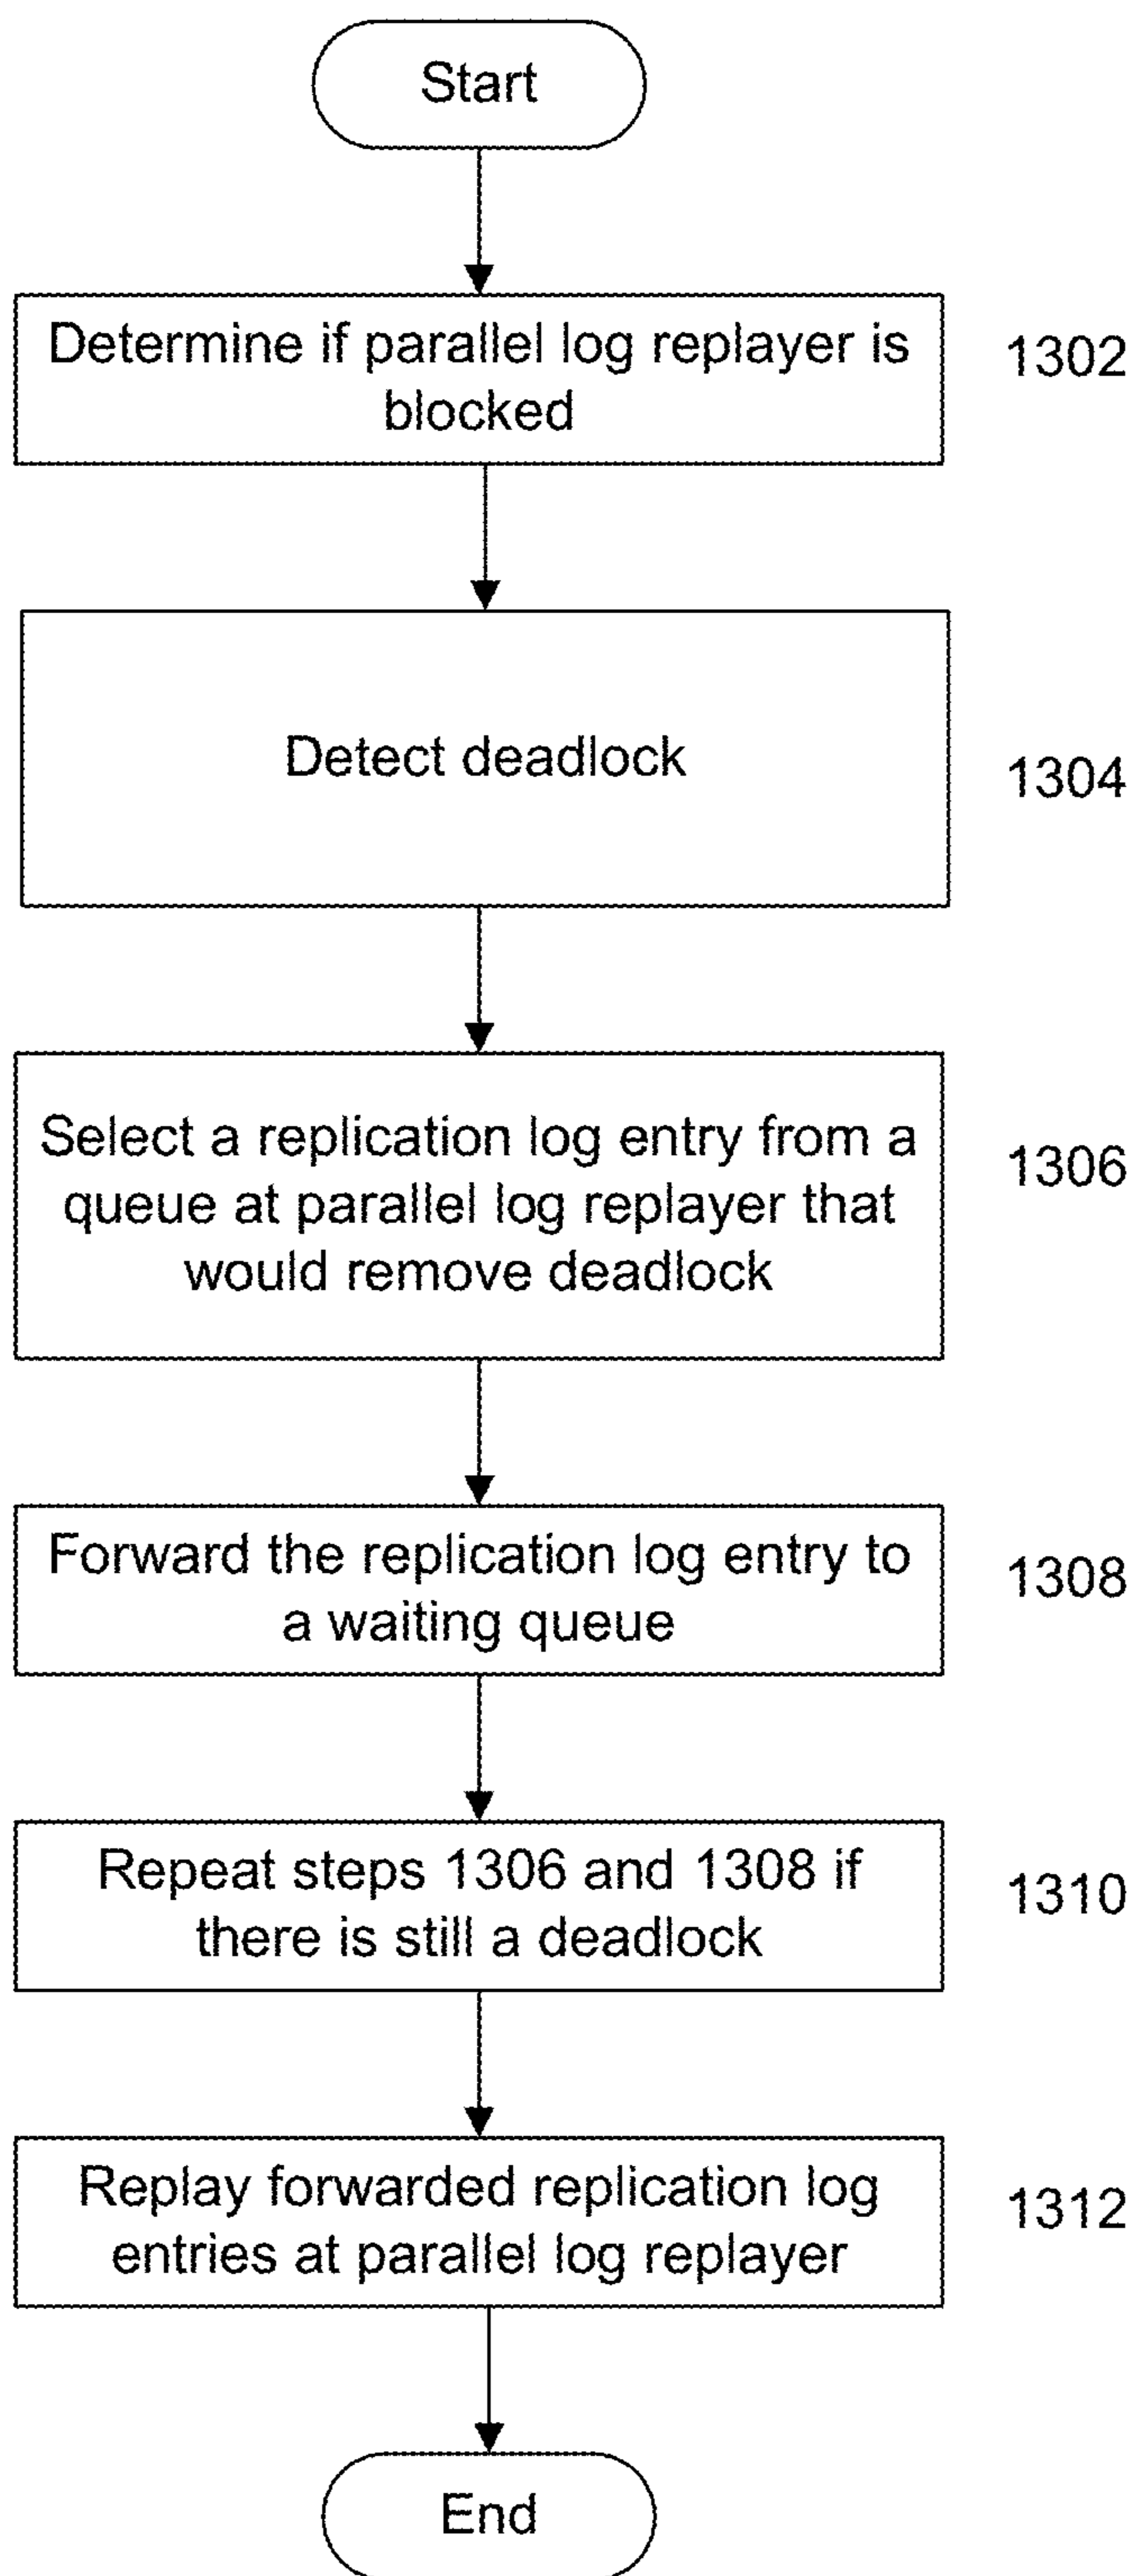 Start
Determine if parallel log replayer is
blocked
1302
Detect deadlock
1304
Select a replication log entry from a
queue at parallel log replayer that
would remove deadlock
1306
Forward the replication log entry to
a waiting queue
1308
Repeat steps 1306 and 1308 if
there is still a deadlock
1310
Replay forwarded replication log
entries at parallel log replayer
1312
End